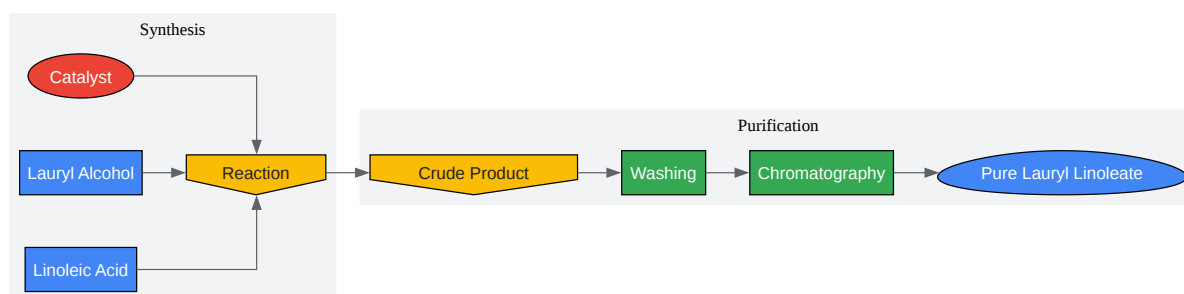 Synthesis
Catalyst
Lauryl Alcohol
Reaction
Linoleic Acid
Purification
Crude Product
Washing
Chromatography
Pure Lauryl Linoleate